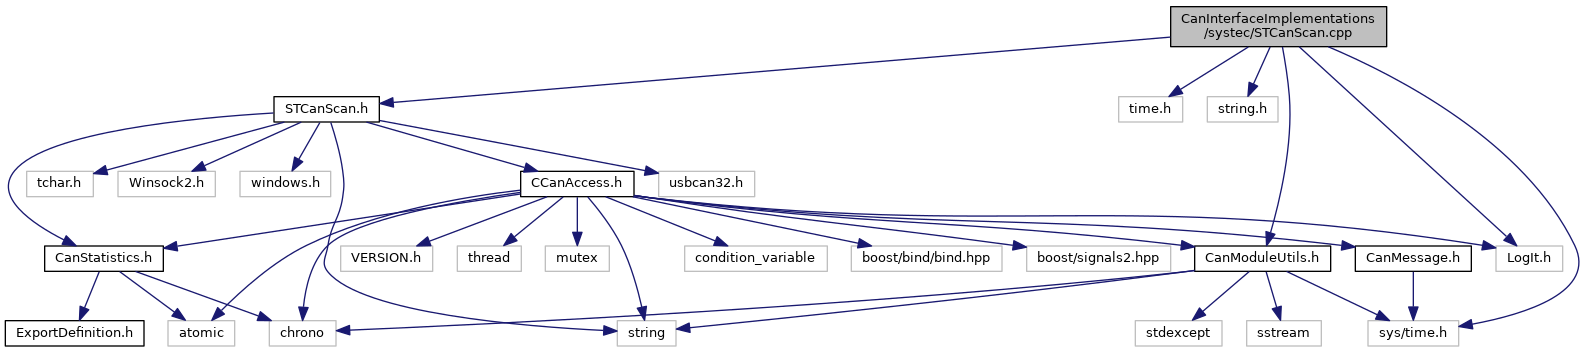 CanInterfaceImplementations
/systec/STCanScan.cpp
STCanScan.h
time.h
string.h
tchar.h
Winsock2.h
windows.h
CCanAccess.h
usbcan32.h
CanStatistics.h
VERSION.h
thread
mutex
condition_variable
boost/bind/bind.hpp
boost/signals2.hpp
CanModuleUtils.h
CanMessage.h
LogIt.h
ExportDefinition.h
atomic
chrono
string
stdexcept
sstream
sys/time.h